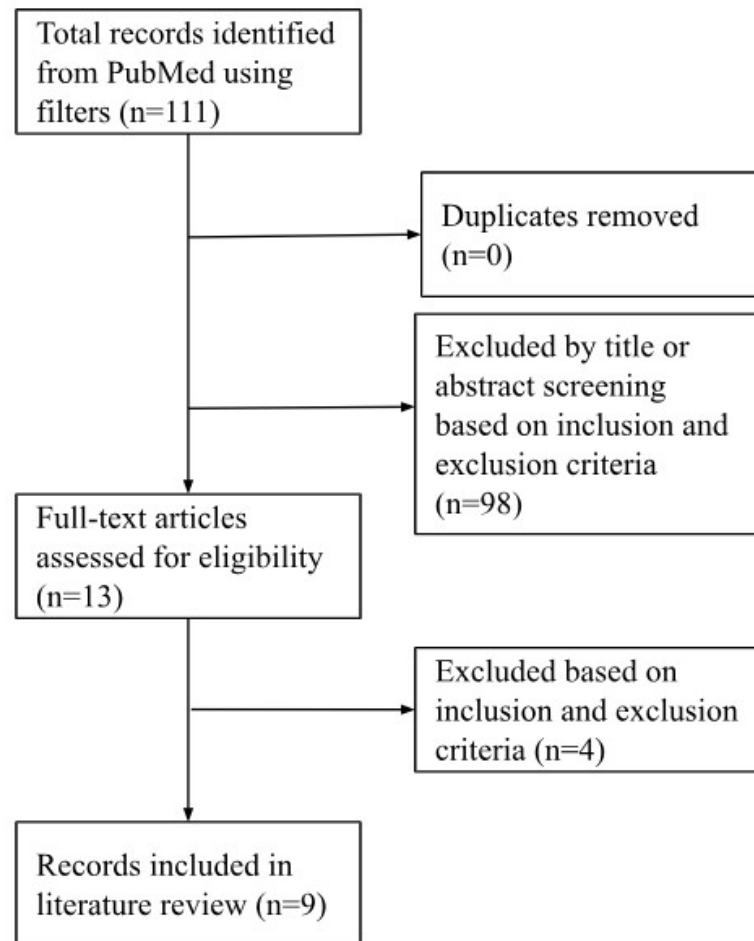 Total records identified
from PubMed using
filters (n=111)
Duplicates removed
(n=0)
Excluded by title or
abstract screening
based on inclusion and
exclusion criteria
(n=98)
Full-text articles
assessed for eligibility
(n=13)
Excluded based on
inclusion and exclusion
criteria (n=4)
Records included in
literature review (n=9)